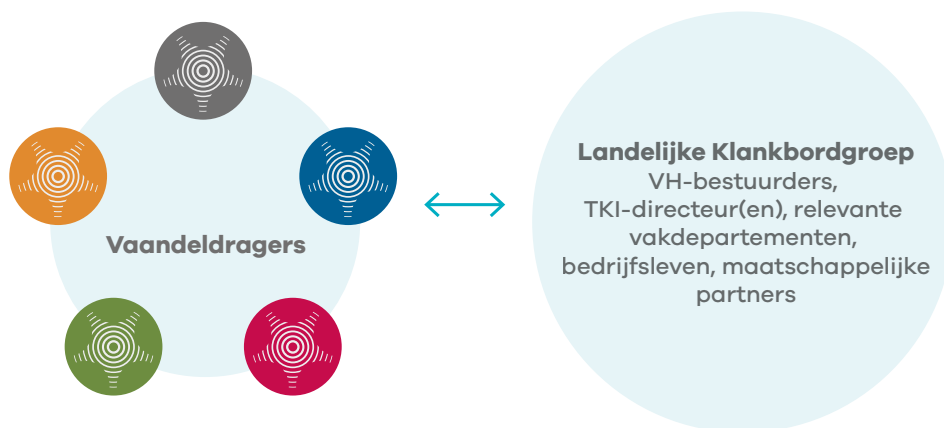 Vaandeldragers
Landelijke Klankbordgroep
VH-bestuurders,
TKI-directeur(en), relevante
vakdepartementen,
bedrijfsleven, maatschappelijke
partners